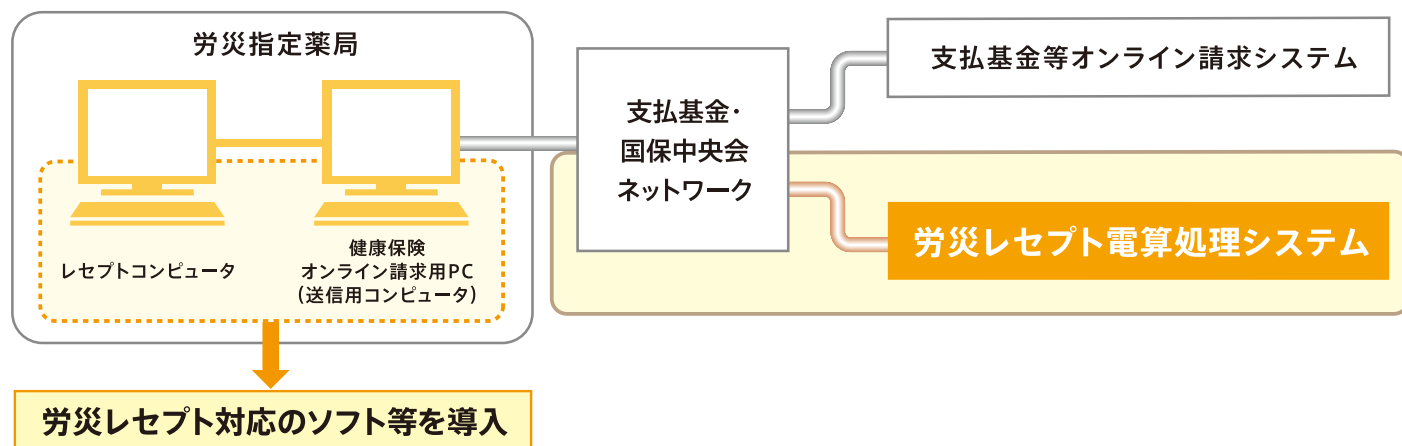 労災指定薬局
レセプトコンピュータ
健康保険
オンライン請求用PC
(送信用コンピュータ)
労災レセプト対応のソフト等を導入
支払基金・
国保中央会
ネットワーク
支払基金等オンライン請求システム
労災レセプト電算処理システム